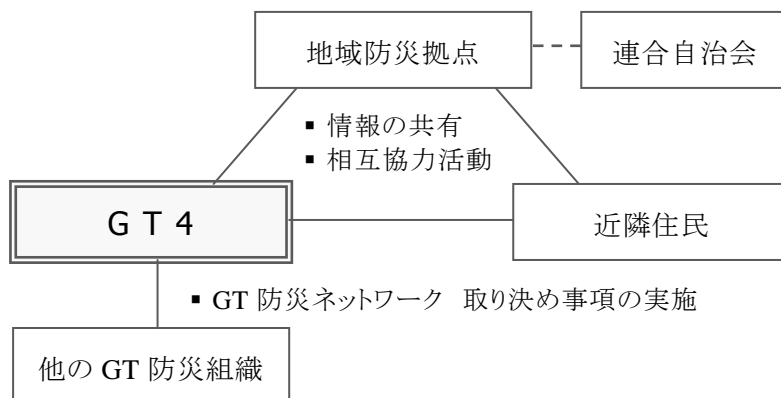 地域防災拠点
連合自治会
▪ 情報の共有
▪ 相互協力活動
ＧＴ４
近隣住民
▪ GT 防災ネットワーク　取り決め事項の実施
他の GT 防災組織